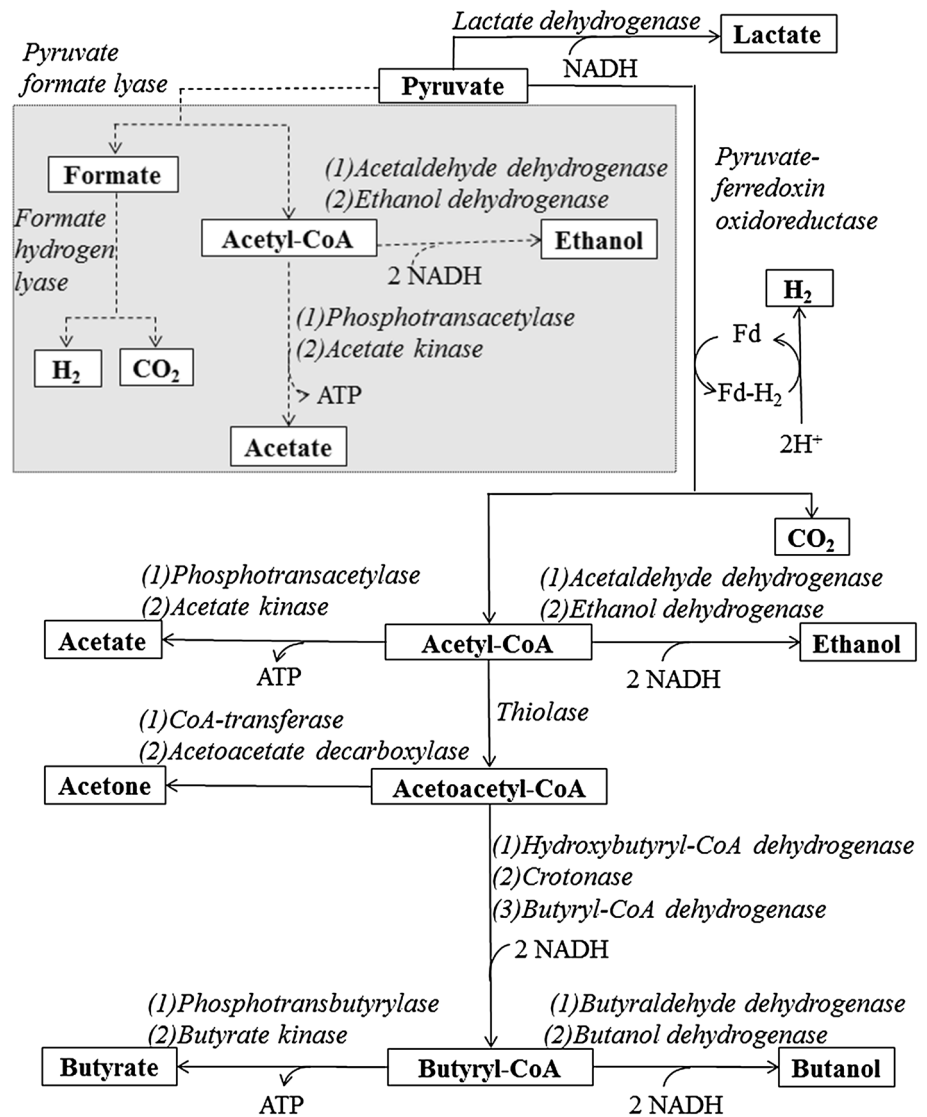 Lactate dehydrogenase
Lactate
NADH
Pyruvate
formate lyase
Pyruvate
Pyruvate-
ferredoxin
oxidoreductase
Formate
(1)Acetaldehyde dehydrogenase
(2)Ethanol dehydrogenase
Formate
hydrogen
lyase
Acetyl-CoA
Ethanol
2 NADH
(1)Phosphotransacetylase
(2)Acetate kinase
H₂
CO₂
ATP
Acetate
H₂
Fd
Fd-H₂
2H⁺
CO₂
(1)Phosphotransacetylase
(2)Acetate kinase
(1)Acetaldehyde dehydrogenase
(2)Ethanol dehydrogenase
Acetate
Acetyl-CoA
Ethanol
ATP
2 NADH
Thiolase
(1)CoA-transferase
(2)Acetoacetate decarboxylase
Acetone
Acetoacetyl-CoA
(1)Hydroxybutyryl-CoA dehydrogenase
(2)Crotonase
(3)Butyryl-CoA dehydrogenase
2 NADH
(1)Phosphotransbutyrylase
(2)Butyrate kinase
(1)Butyraldehyde dehydrogenase
(2)Butanol dehydrogenase
Butyrate
Butyryl-CoA
Butanol
ATP
2 NADH